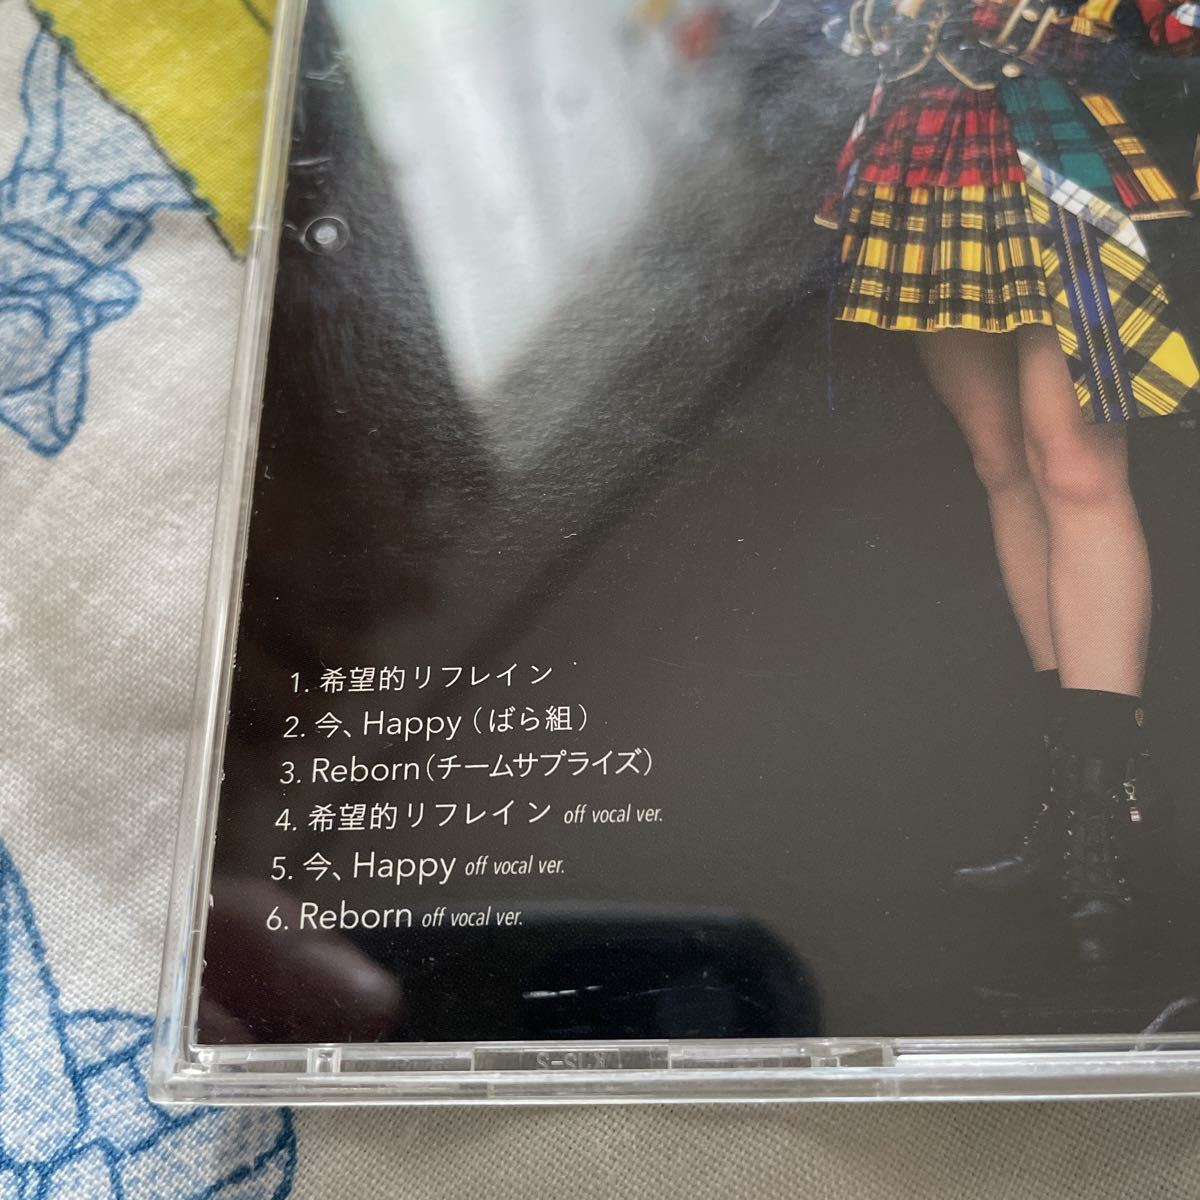 1. 希望的リフレイン
2. 今、Happy（ばら組）
3. Reborn（チームサプライズ）
4. 希望的リフレイン off vocal ver.
5. 今、Happy off vocal ver.
6. Reborn off vocal ver.